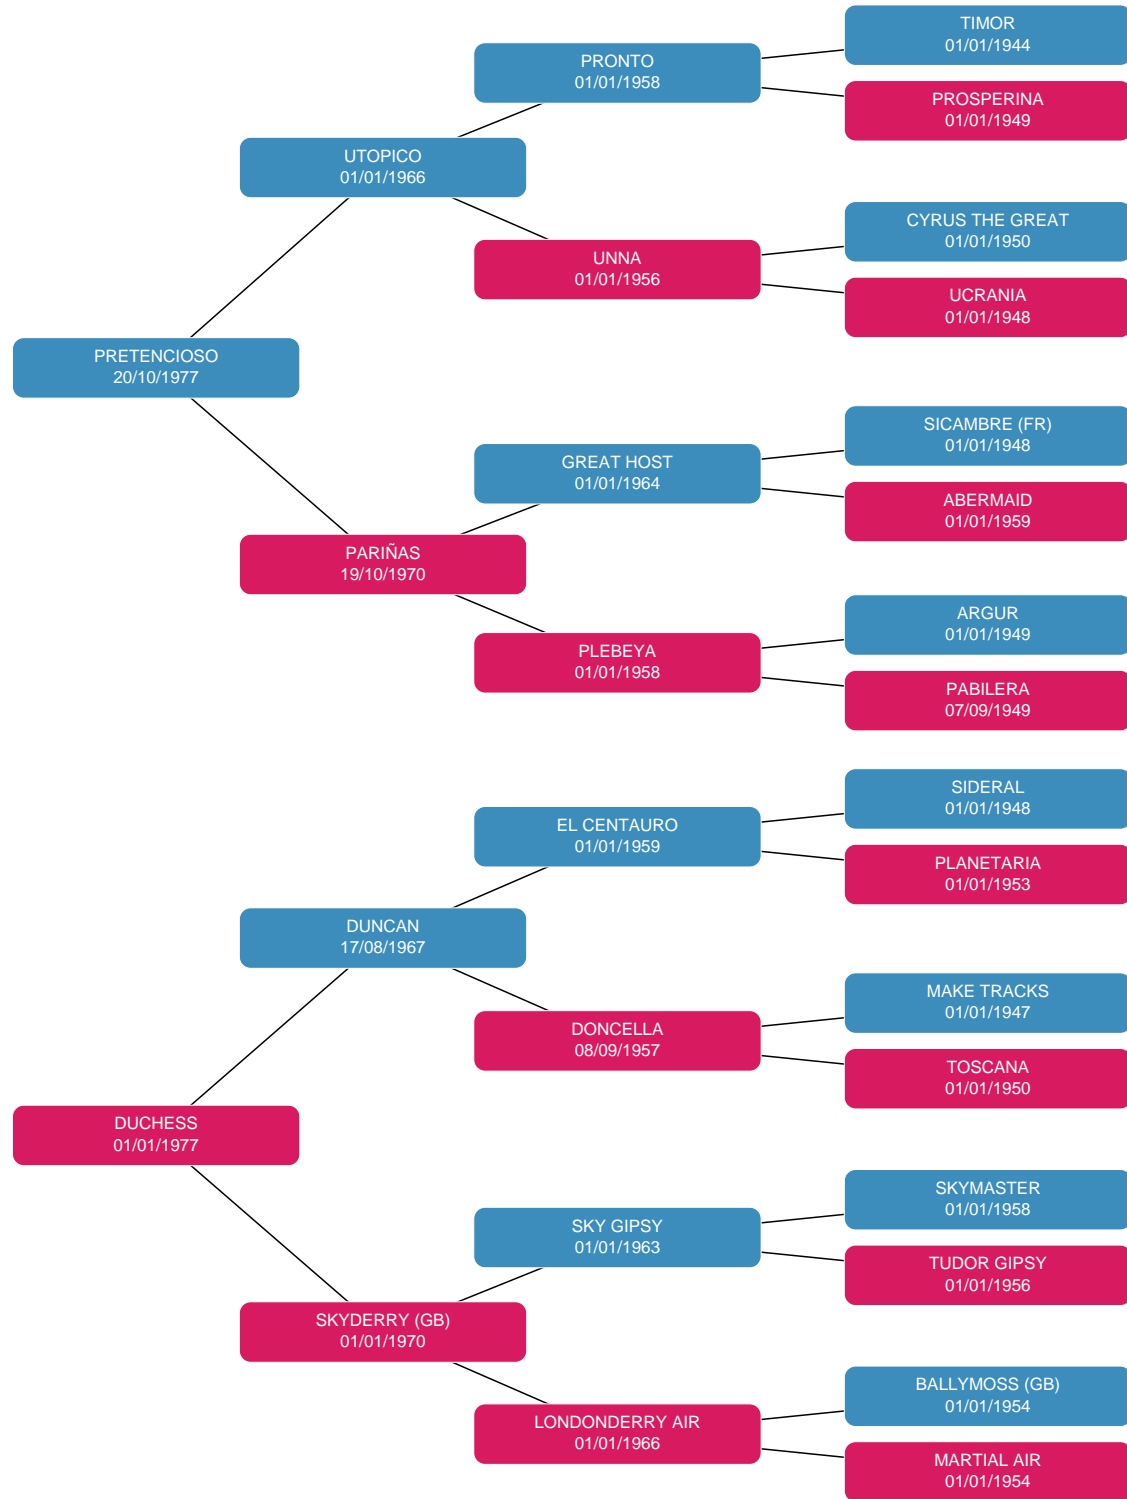 TIMOR
01/01/1944
PRONTO
01/01/1958
PROSPERINA
01/01/1949
UTOPICO
01/01/1966
CYRUS THE GREAT
01/01/1950
UNNA
01/01/1956
UCRANIA
01/01/1948
PRETENCIOSO
20/10/1977
SICAMBRE (FR)
01/01/1948
GREAT HOST
01/01/1964
ABERMAID
01/01/1959
PARIÑAS
19/10/1970
ARGUR
01/01/1949
PLEBEYA
01/01/1958
PABILERA
07/09/1949
SIDERAL
01/01/1948
EL CENTAURO
01/01/1959
PLANETARIA
01/01/1953
DUNCAN
17/08/1967
MAKE TRACKS
01/01/1947
DONCELLA
08/09/1957
TOSCANA
01/01/1950
DUCHESS
01/01/1977
SKYMASTER
01/01/1958
SKY GIPSY
01/01/1963
TUDOR GIPSY
01/01/1956
SKYDERRY (GB)
01/01/1970
BALLYMOSS (GB)
01/01/1954
LONDONDERRY AIR
01/01/1966
MARTIAL AIR
01/01/1954